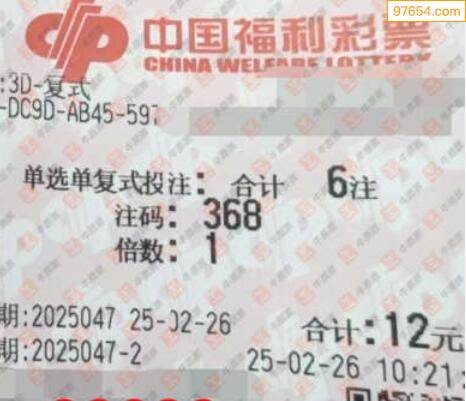 97654.com
中国福利彩票
CHINA WELFARE LOTTERY
:3D-复式
-DC9D-AB45-597
单选单复式投注: 合计 6注
注码: 368
倍数: 1
期:2025047 25-02-26 合计:12元
期:2025047-2 25-02-26 10:21: